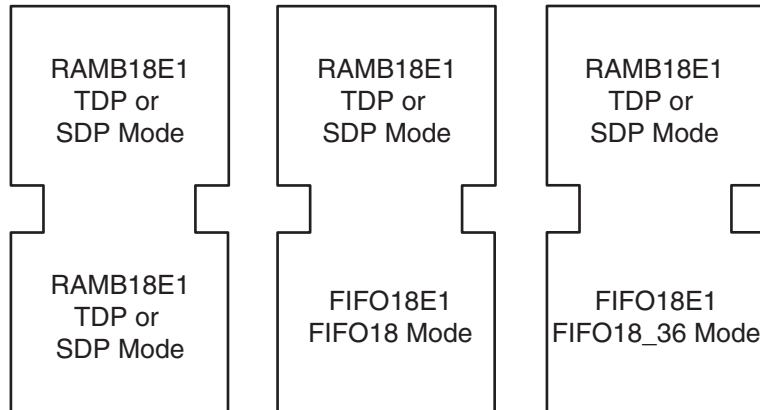 RAMB18E1
TDP or
SDP Mode
RAMB18E1
TDP or
SDP Mode
RAMB18E1
TDP or
SDP Mode
RAMB18E1
TDP or
SDP Mode
FIFO18E1
FIFO18 Mode
FIFO18E1
FIFO18_36 Mode